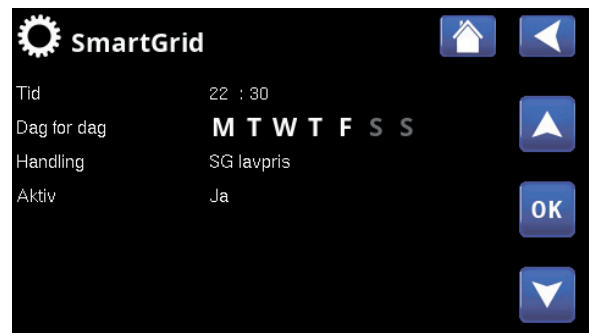 SmartGrid
Tid 22 : 30
Dag for dag M T W T F S S
Handling SG lavpris
Aktiv Ja
OK